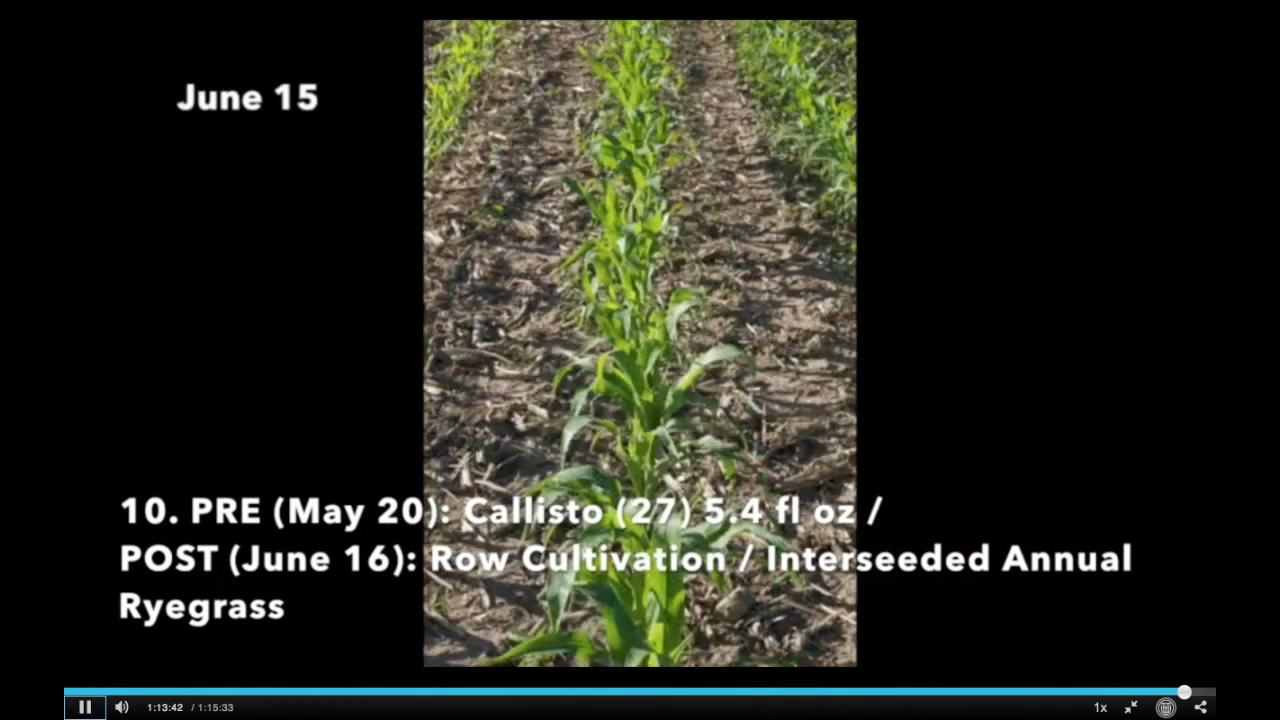 June 15
10. PRE (May 20): Callisto (27) 5.4 fl oz /
POST (June 16): Row Cultivation / Interseeded Annual
Ryegrass
1:13:42 / 1:15:33
1x